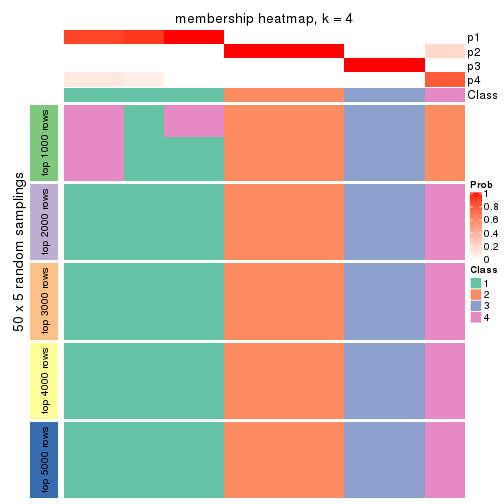 membership heatmap, k = 4
p1
p2
p3
p4
Class
50 x 5 random samplings
top 1000 rows
top 2000 rows
top 3000 rows
top 4000 rows
top 5000 rows
Prob
1
0.8
0.6
0.4
0.2
0
Class
1
2
3
4